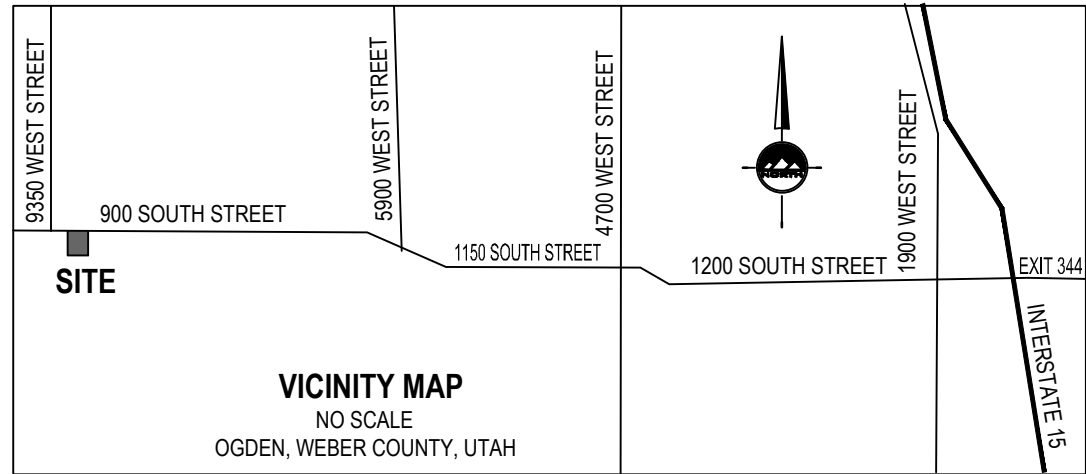 9350 WEST STREET
900 SOUTH STREET
SITE
5900 WEST STREET
1150 SOUTH STREET
4700 WEST STREET
NORTH
1200 SOUTH STREET
1900 WEST STREET
EXIT 344
INTERSTATE 15
VICINITY MAP
NO SCALE
OGDEN, WEBER COUNTY, UTAH